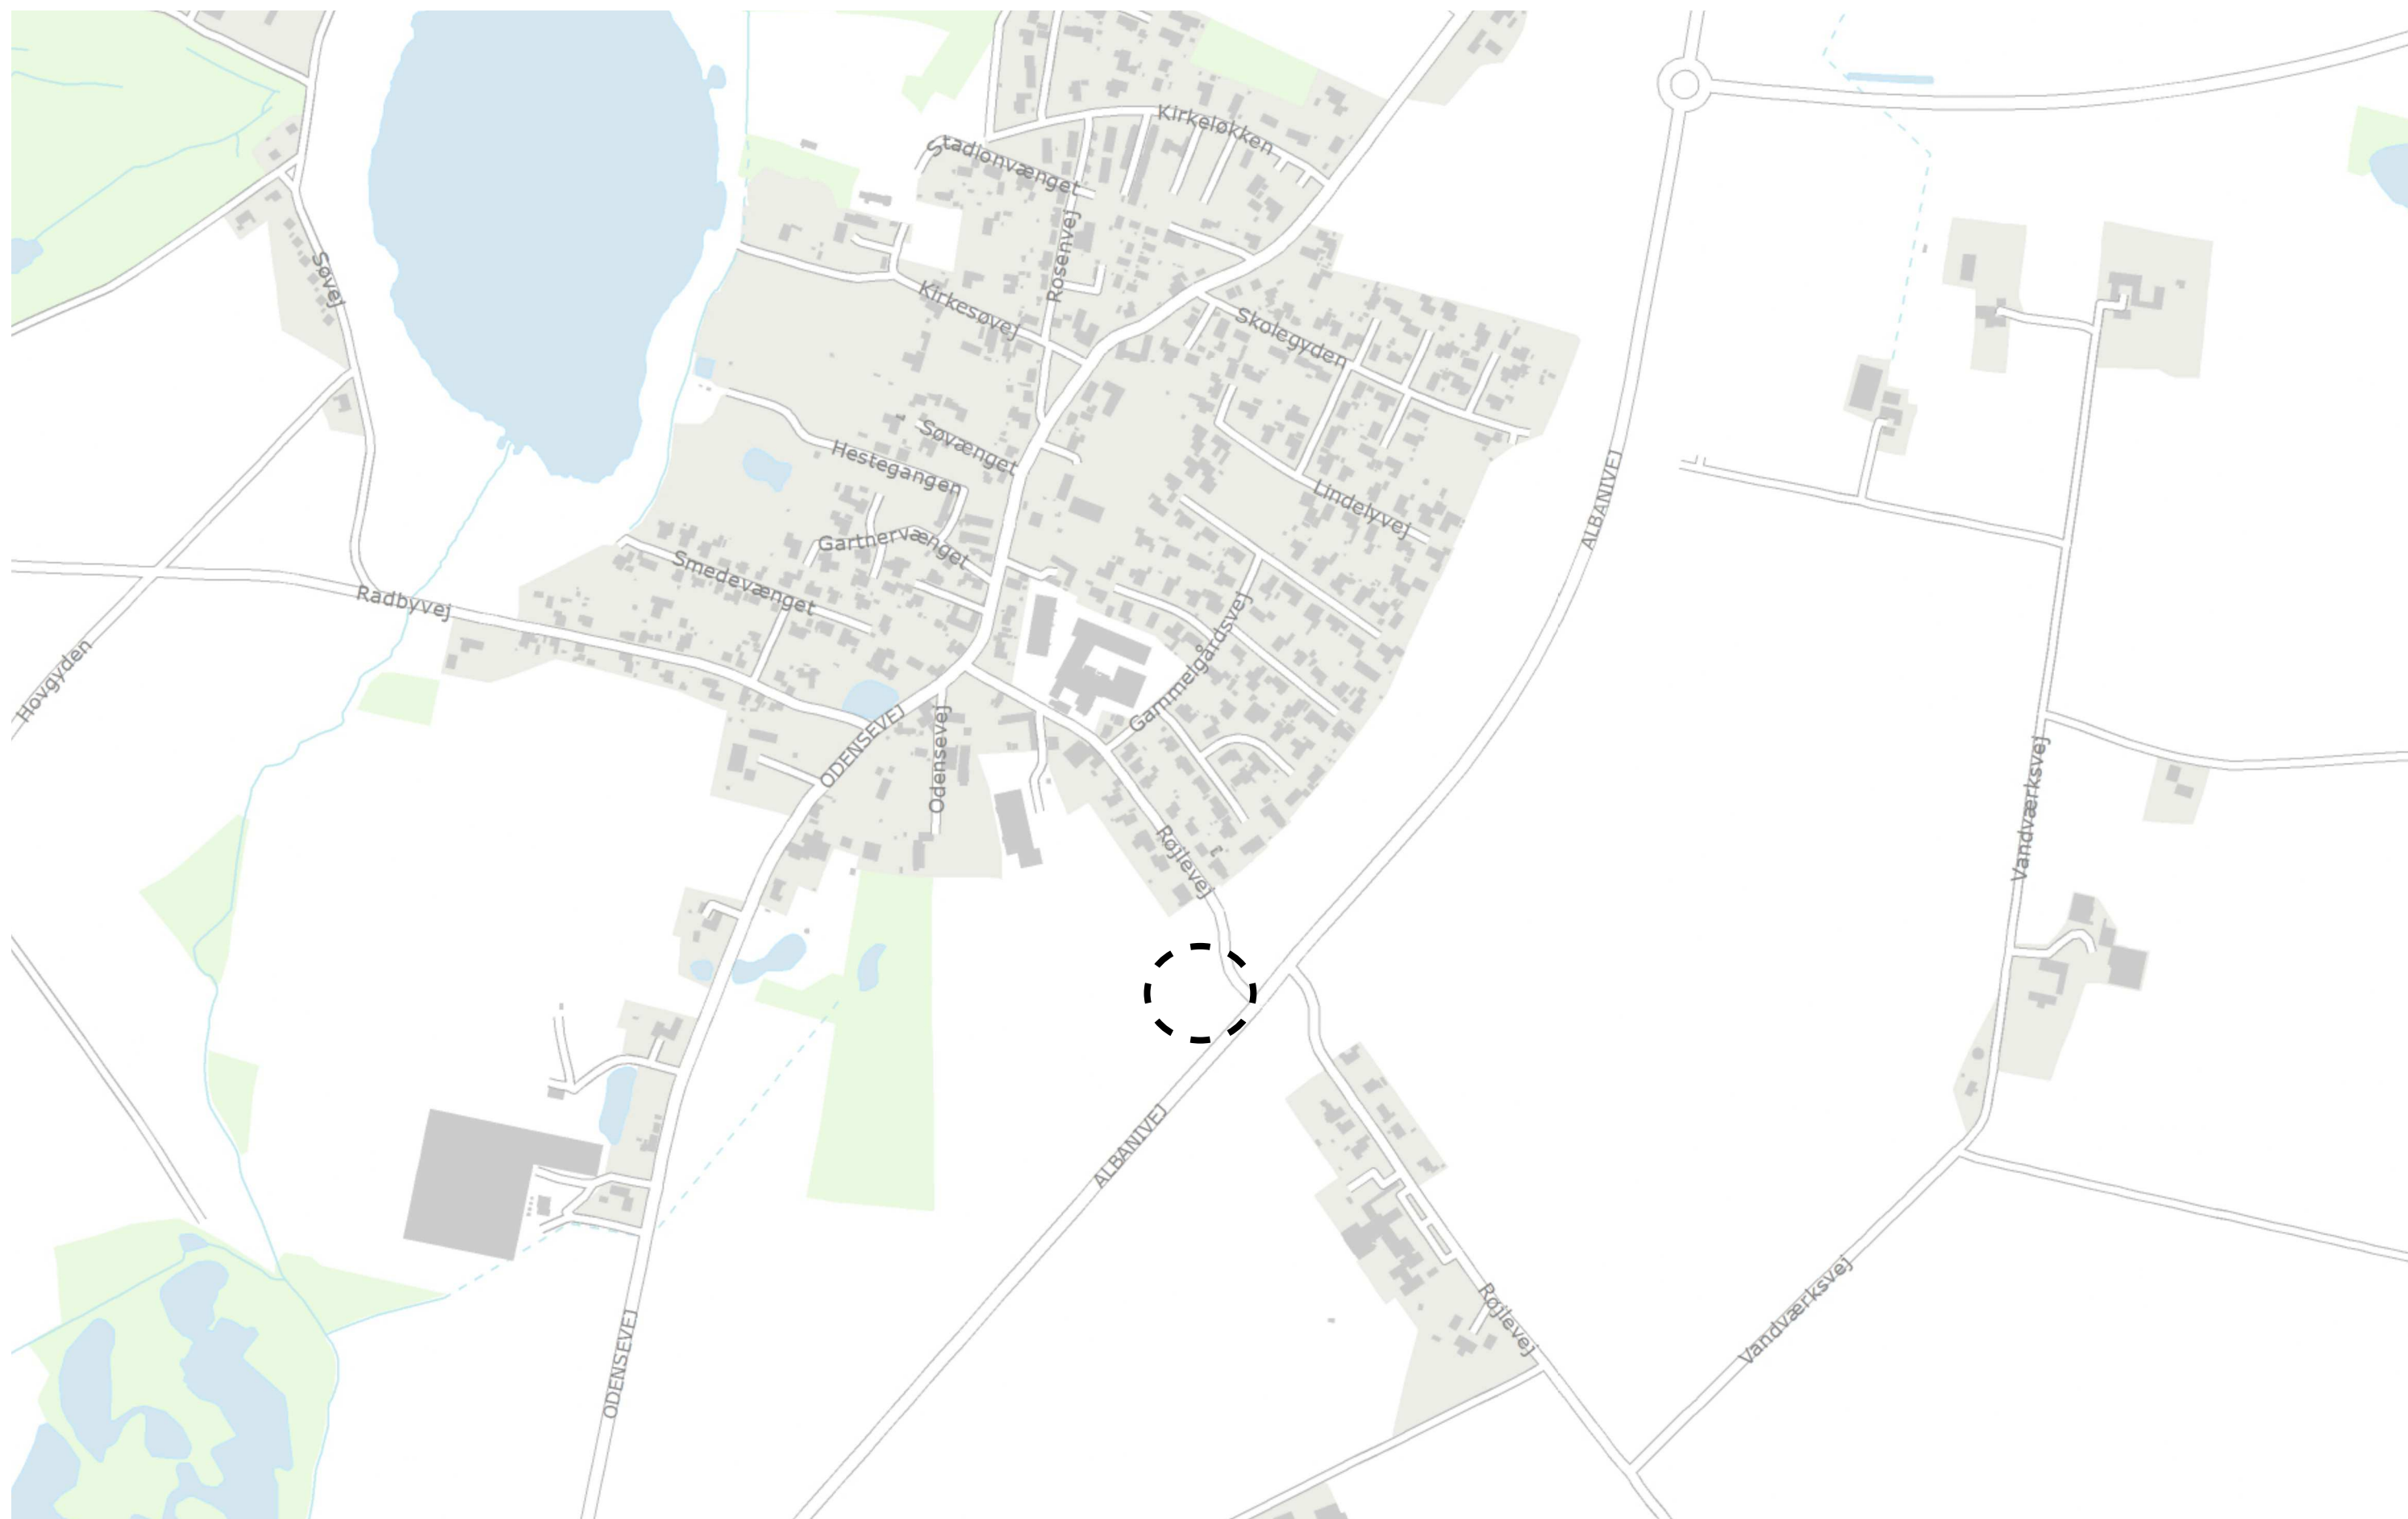 Kirkeløkken
Stadionvænget
Rosenvej
Søvej
Kirkesøvej
Skolegyden
Søvænget
Hestegangen
Lindelyvej
ALBANIVEJ
Gartnervænget
Smedevænget
Radbyvej
Hovgyden
Gammelgårdsvej
ODENSEVEJ
Odensevej
Vandværksvej
Røjlevej
ALBANIVEJ
Vandværksvej
Røjlevej
ODENSEVEJ